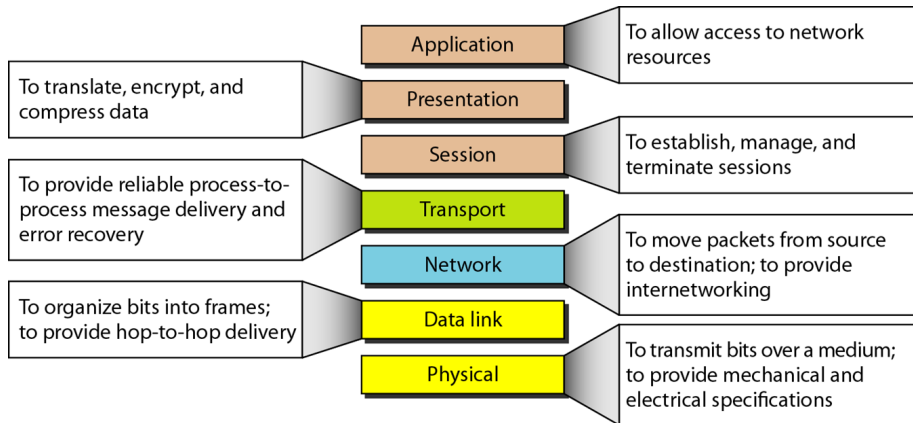 Application
To allow access to network
resources
To translate, encrypt, and
compress data
Presentation
Session
To establish, manage, and
terminate sessions
To provide reliable process-to-
process message delivery and
error recovery
Transport
Network
To move packets from source
to destination; to provide
internetworking
To organize bits into frames;
to provide hop-to-hop delivery
Data link
Physical
To transmit bits over a medium;
to provide mechanical and
electrical specifications